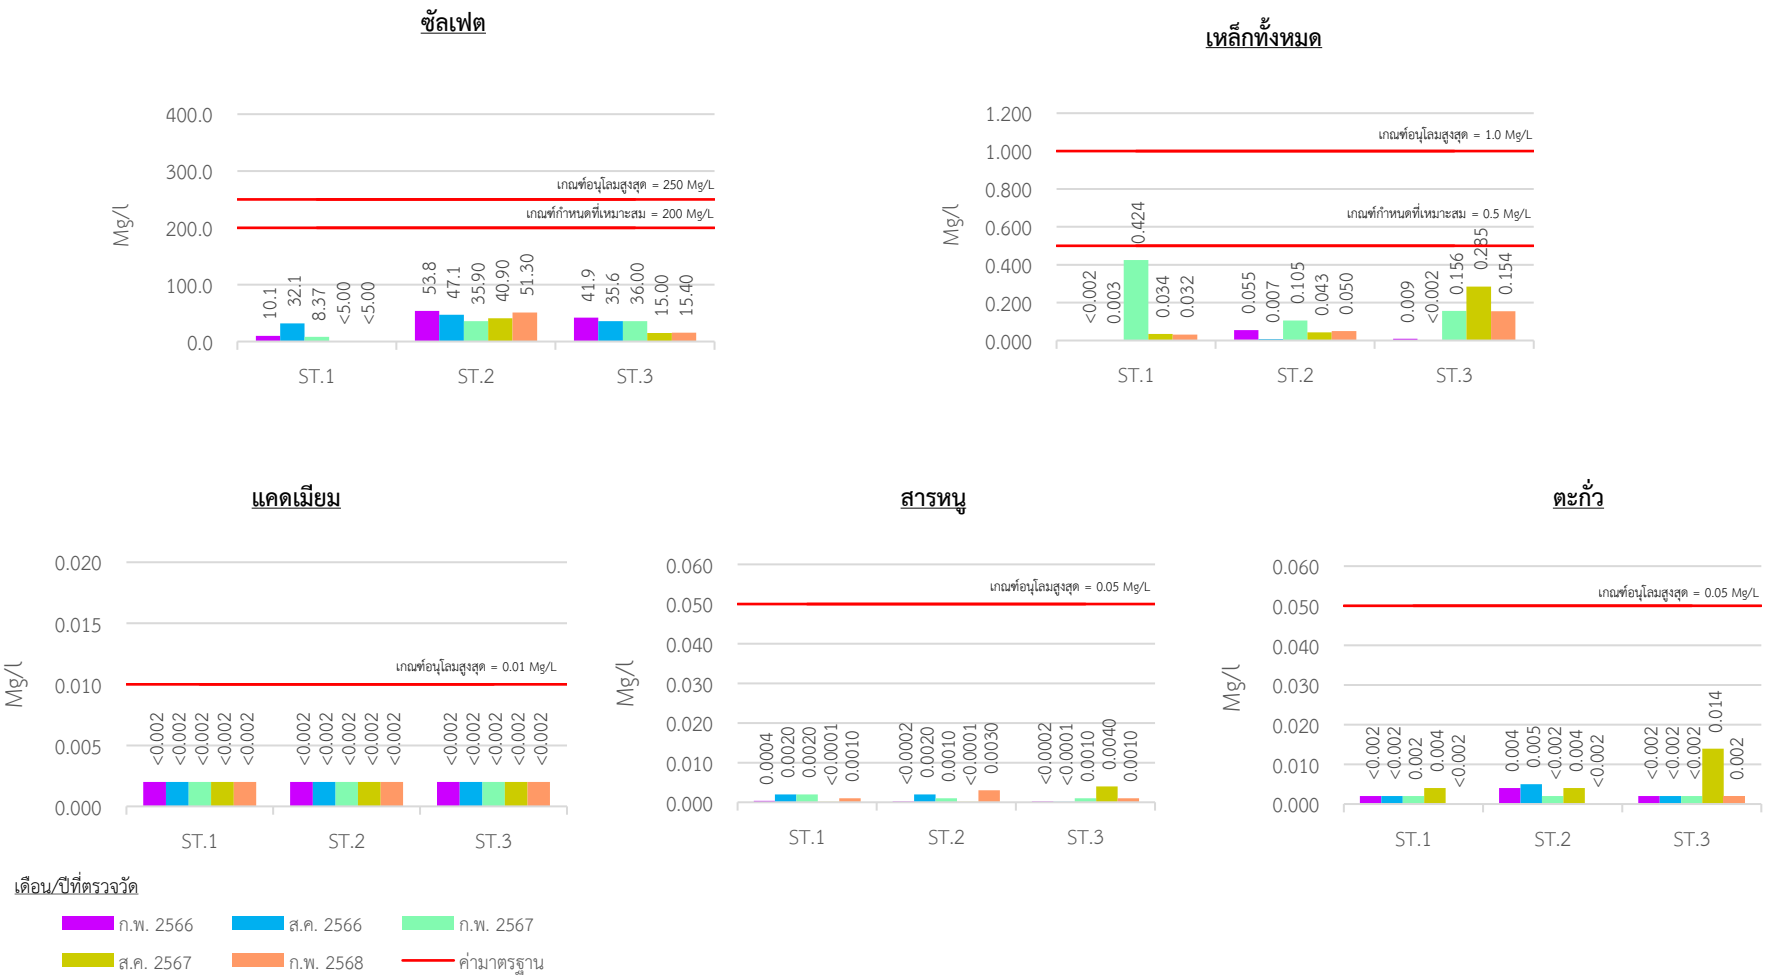 ซัลเฟต
Mg/l
400.0
300.0
200.0
100.0
0.0
เกณฑ์อนุโลมสูงสุด = 250 Mg/L
เกณฑ์กำหนดที่เหมาะสม = 200 Mg/L
10.1 32.1 8.37 <5.00 <5.00
53.8 47.1 35.90 40.90 51.30
41.9 35.6 36.00 15.00 15.40
ST.1 ST.2 ST.3
เหล็กทั้งหมด
Mg/l
1.200
1.000
0.800
0.600
0.400
0.200
0.000
เกณฑ์อนุโลมสูงสุด = 1.0 Mg/L
เกณฑ์กำหนดที่เหมาะสม = 0.5 Mg/L
<0.002 0.003 0.424 0.034 0.032
0.055 0.007 0.105 0.043 0.050
0.009 <0.002 0.156 0.285 0.154
ST.1 ST.2 ST.3
แคดเมียม
Mg/l
0.020
0.015
0.010
0.005
0.000
เกณฑ์อนุโลมสูงสุด = 0.01 Mg/L
<0.002 <0.002 <0.002 <0.002 <0.002
<0.002 <0.002 <0.002 <0.002 <0.002
<0.002 <0.002 <0.002 <0.002 <0.002
ST.1 ST.2 ST.3
สารหนู
Mg/l
0.060
0.050
0.040
0.030
0.020
0.010
0.000
เกณฑ์อนุโลมสูงสุด = 0.05 Mg/L
0.0004 0.0020 0.0020 <0.0001 0.0010
<0.0002 0.0020 0.0010 <0.0001 0.0030
<0.0002 <0.0001 0.0010 0.0040 0.0010
ST.1 ST.2 ST.3
ตะกั่ว
Mg/l
0.060
0.050
0.040
0.030
0.020
0.010
0.000
เกณฑ์อนุโลมสูงสุด = 0.05 Mg/L
<0.002 <0.002 0.002 0.004 <0.002
0.004 0.005 <0.002 0.004 <0.002
<0.002 <0.002 <0.002 0.014 0.002
ST.1 ST.2 ST.3
เดือน/ปีที่ตรวจวัด
ก.พ. 2566 ส.ค. 2566 ก.พ. 2567
ส.ค. 2567 ก.พ. 2568 ค่ามาตรฐาน